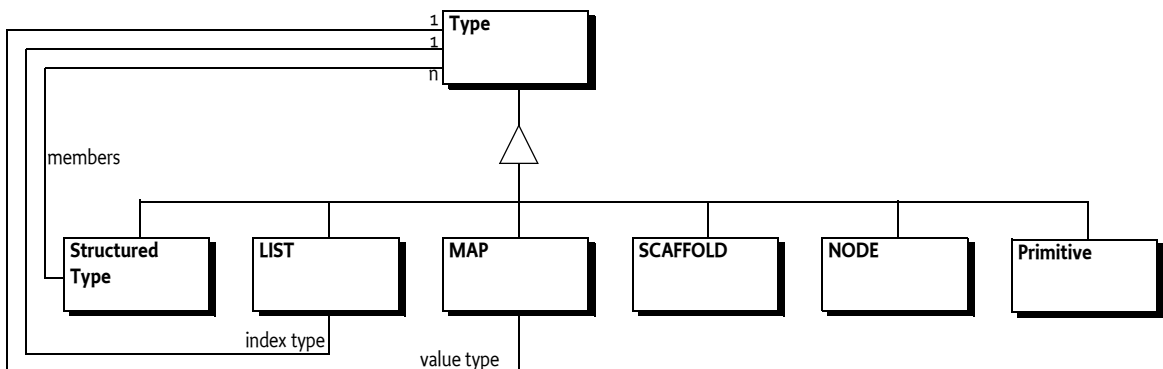 1
Type
1
n
members
Structured
Type
LIST
MAP
SCAFFOLD
NODE
Primitive
index type
value type